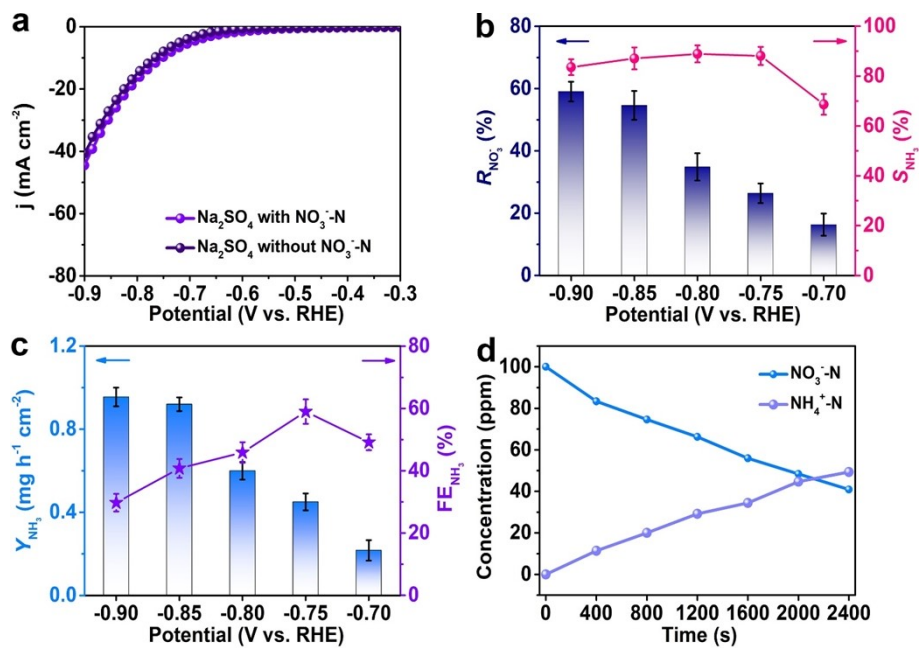 a
j (mA cm⁻²)
0
-20
-40
-60
-80
Na₂SO₄ with NO₃⁻-N
Na₂SO₄ without NO₃⁻-N
-0.9 -0.8 -0.7 -0.6 -0.5 -0.4 -0.3
Potential (V vs. RHE)
b
R_NO₃⁻ (%)
80
60
40
20
0
100
80
60
40
20
0
S_NH₃ (%)
-0.90 -0.85 -0.80 -0.75 -0.70
Potential (V vs. RHE)
c
Y_NH₃ (mg h⁻¹ cm⁻²)
1.2
0.9
0.6
0.4
0.0
80
60
40
20
0
FE_NH₃ (%)
-0.90 -0.85 -0.80 -0.75 -0.70
Potential (V vs. RHE)
d
Concentration (ppm)
100
80
60
40
20
0
NO₃⁻-N
NH₄⁺-N
0 400 800 1200 1600 2000 2400
Time (s)